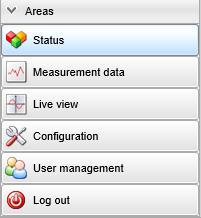 Areas
Status
Measurement data
Live view
Configuration
User management
Log out